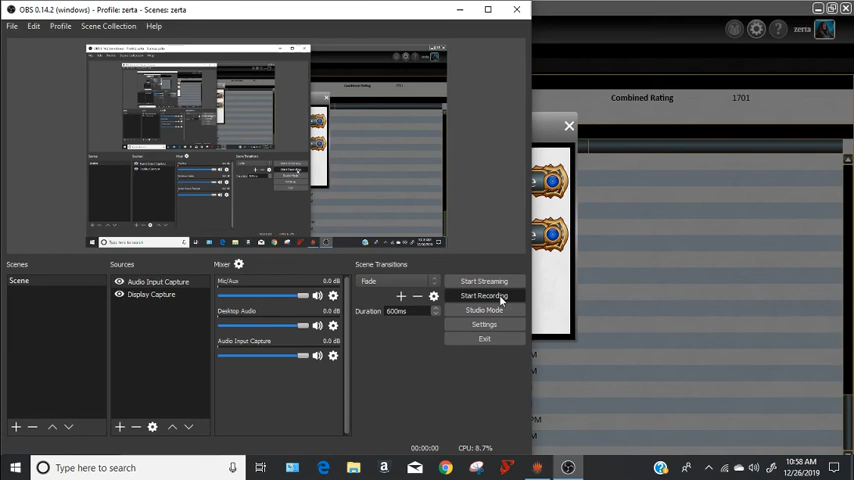 OBS 0.14.2 (windows) - Profile: zerta - Scenes: zerta
File Edit Profile Scene Collection Help
zerta
Combined Rating 1701
Scenes
Scene
Sources
Audio Input Capture
Display Capture
Mixer
Mic/Aux 0.0 dB
Desktop Audio 0.0 dB
Audio Input Capture 0.0 dB
Scene Transitions
Fade
Duration 600ms
Start Streaming
Start Recording
Studio Mode
Settings
Exit
00:00:00 CPU: 8.7%
Type here to search
10:58 AM
12/26/2019